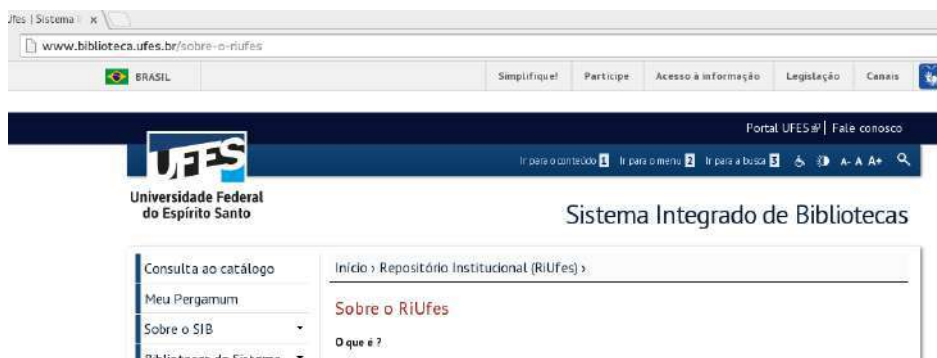 Ufes | Sistema x
www.biblioteca.ufes.br/sobre-o-riufes
BRASIL Simplifique! Participe Acesso à informação Legislação Canais
Portal UFES | Fale conosco
UFES
Ir para o conteúdo 1 Ir para o menu 2 Ir para a busca 3 A- A A+
Universidade Federal
do Espírito Santo
Sistema Integrado de Bibliotecas
Consulta ao catálogo
Início › Repositório Institucional (RiUfes) ›
Meu Pergamum
Sobre o RiUfes
Sobre o SIB
O que é ?